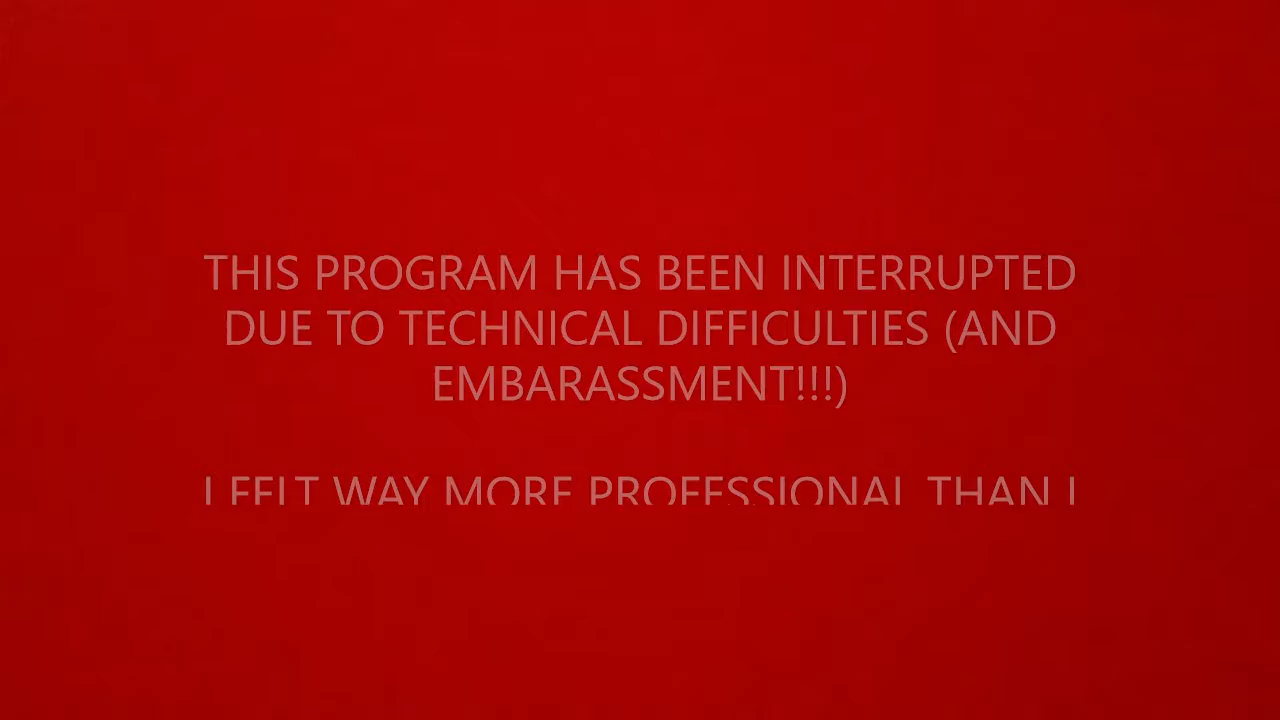 THIS PROGRAM HAS BEEN INTERRUPTED
DUE TO TECHNICAL DIFFICULTIES (AND
EMBARASSMENT!!!)
I FELT WAY MORE PROFESSIONAL THAN I